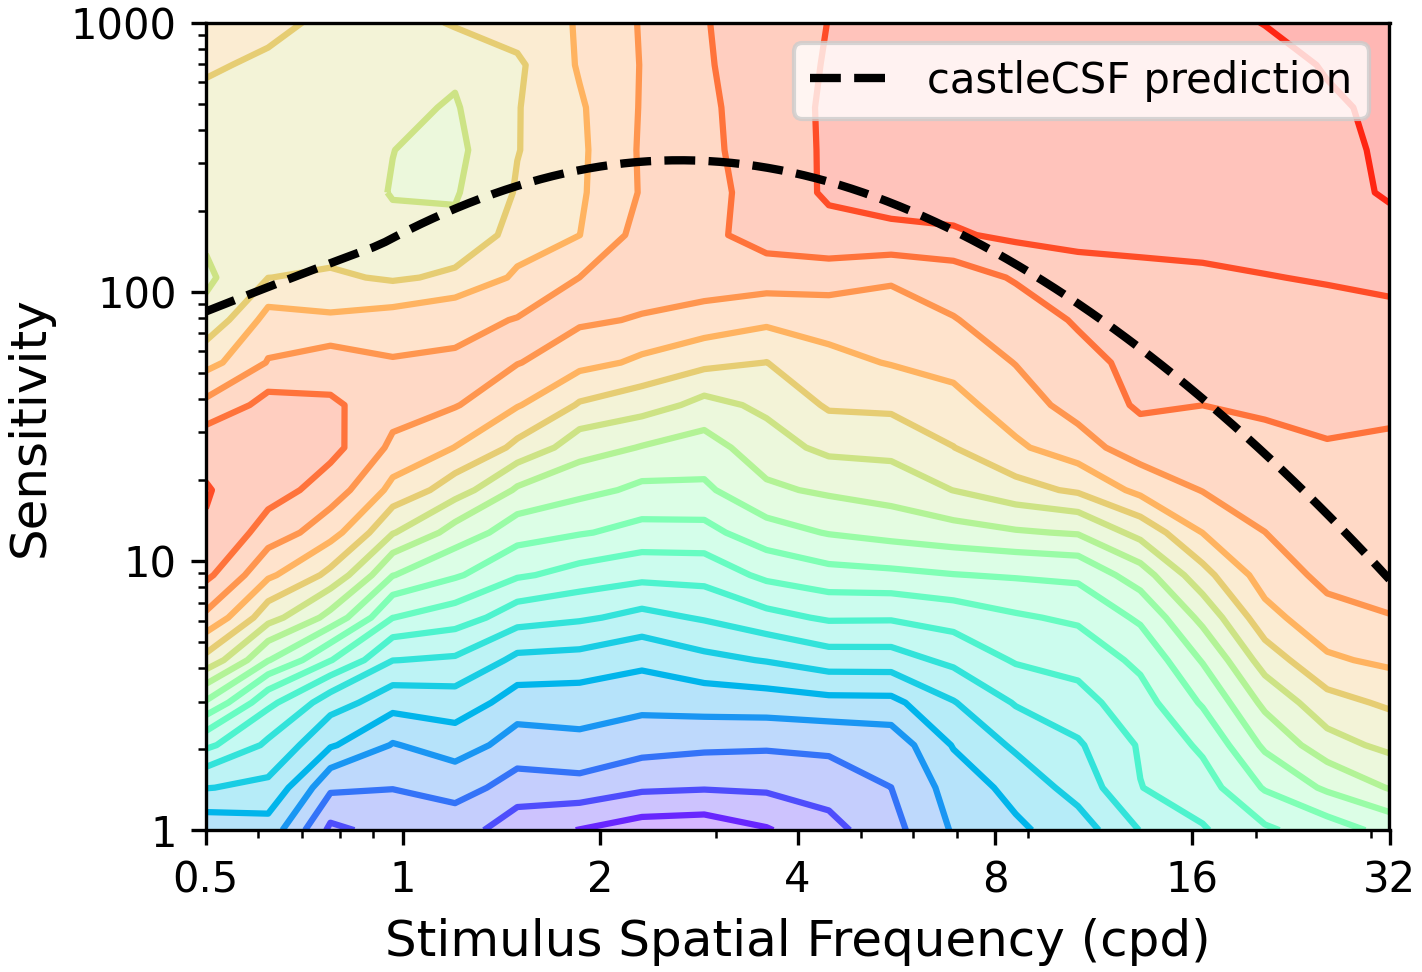 1000
castleCSF prediction
100
Sensitivity
10
1
0.5 1 2 4 8 16 32
Stimulus Spatial Frequency (cpd)